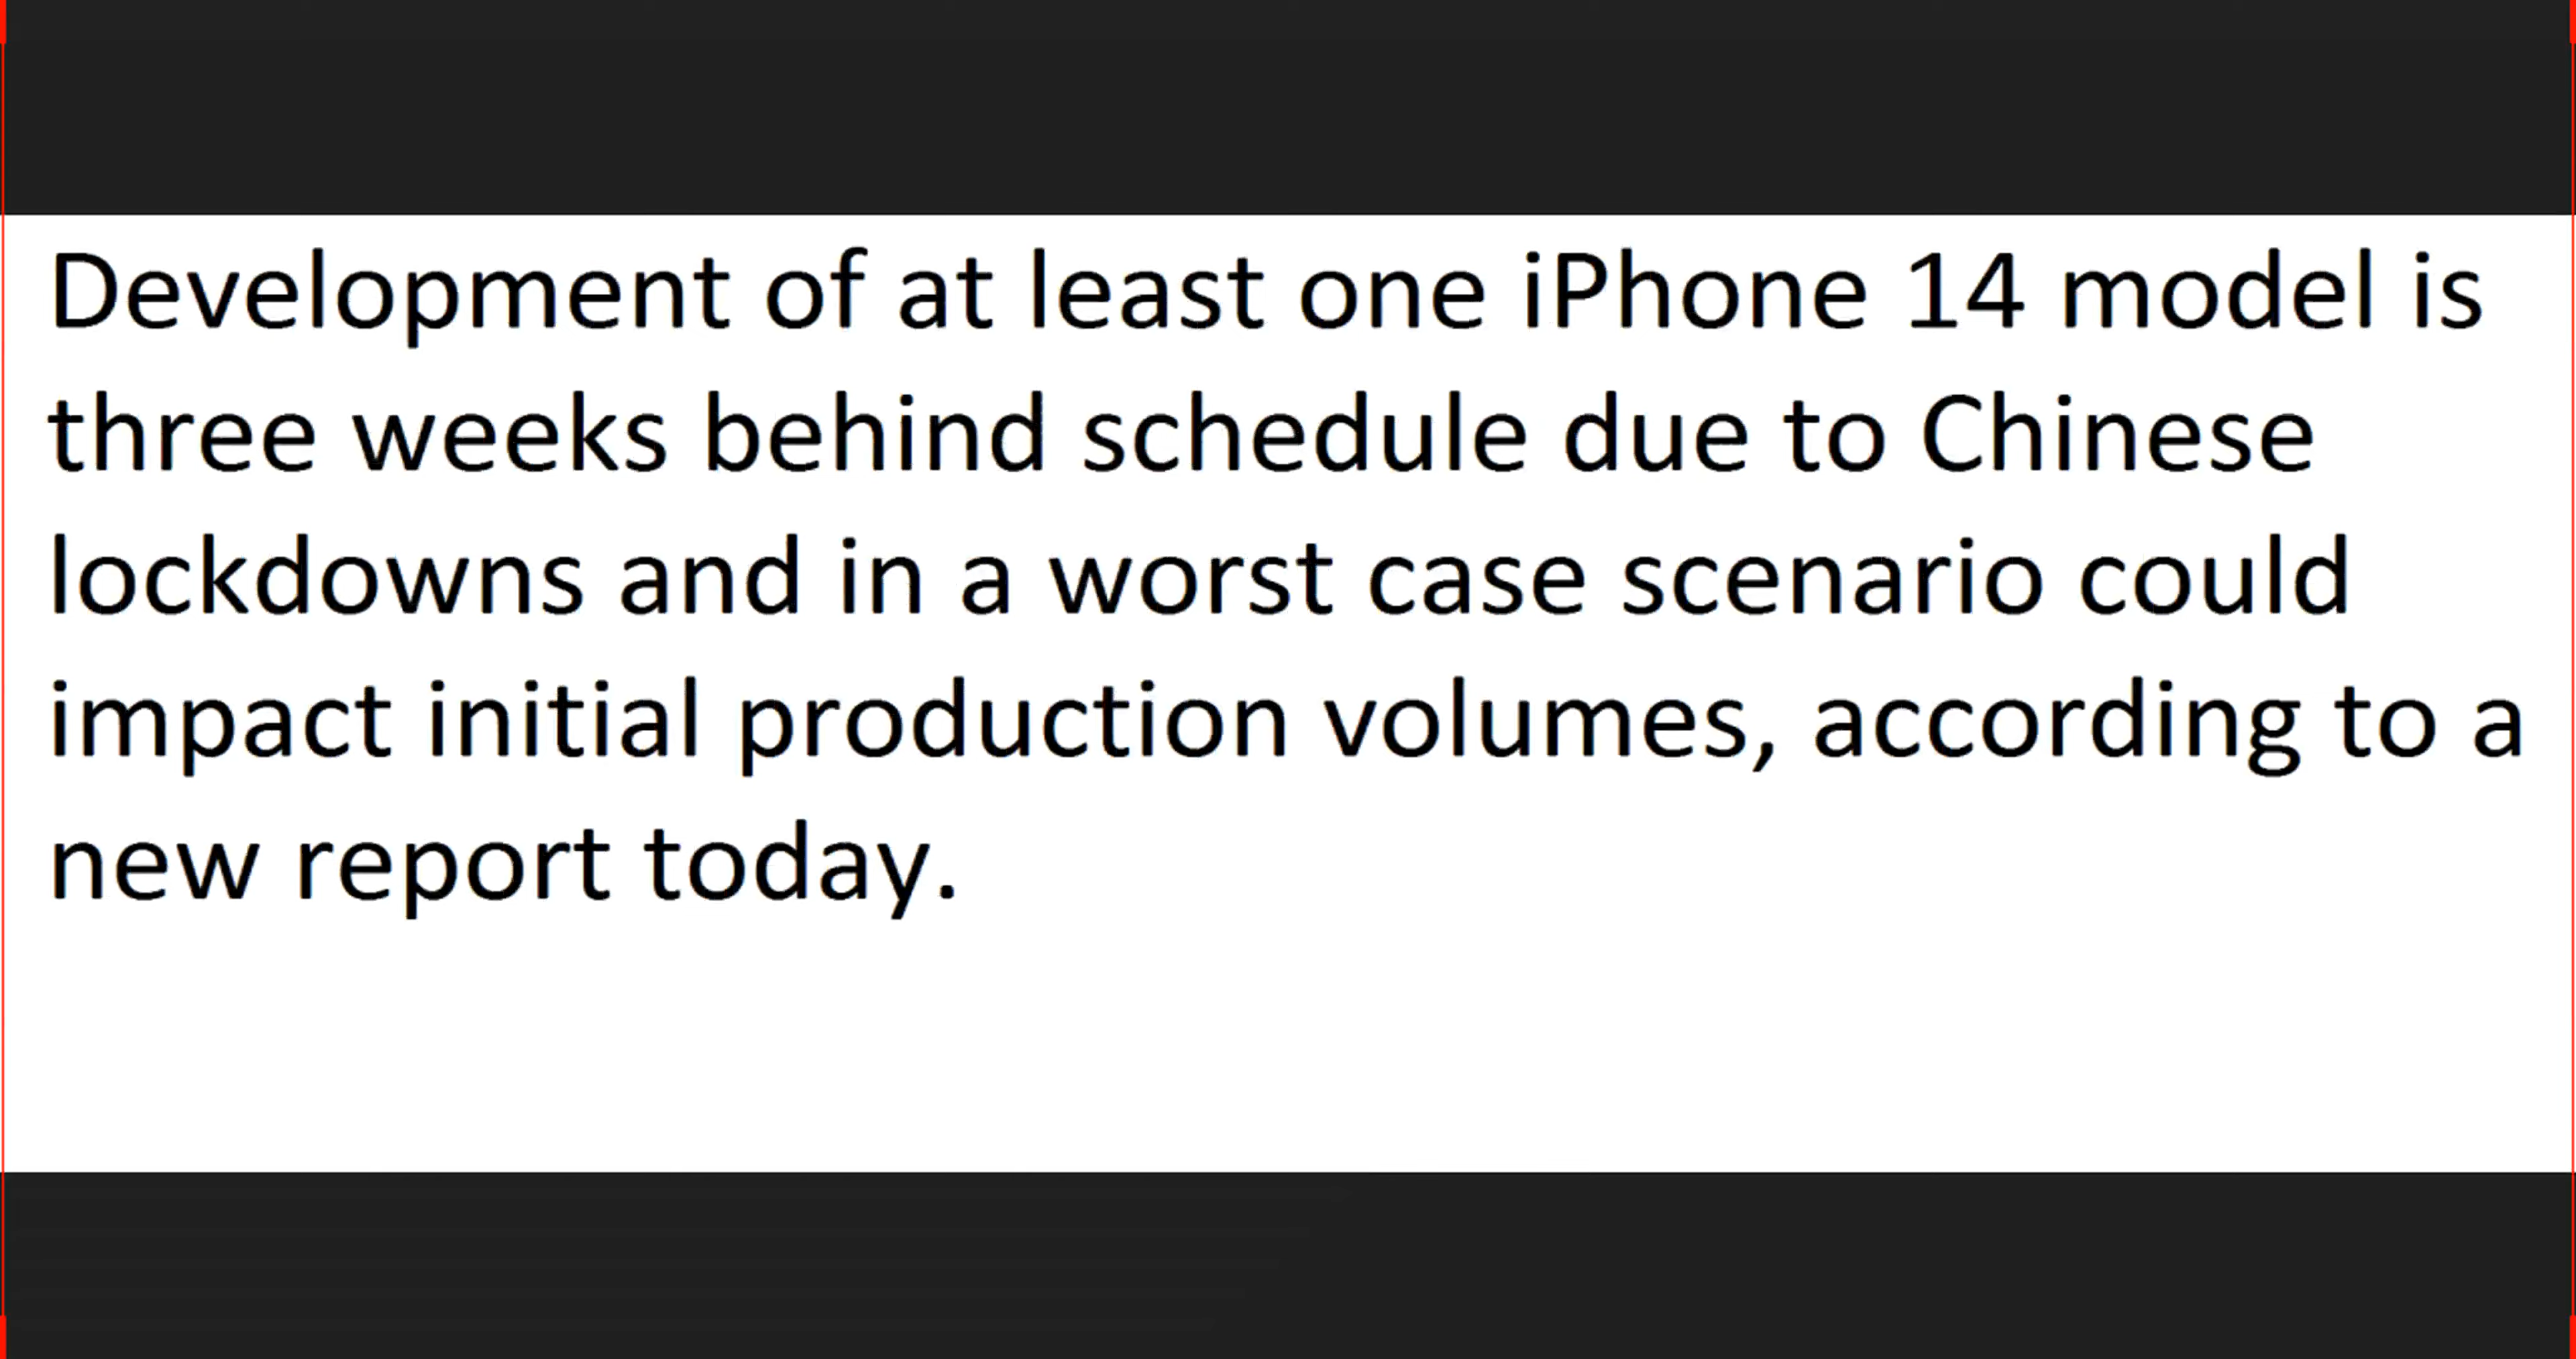 Development of at least one iPhone 14 model is
three weeks behind schedule due to Chinese
lockdowns and in a worst case scenario could
impact initial production volumes, according to a
new report today.